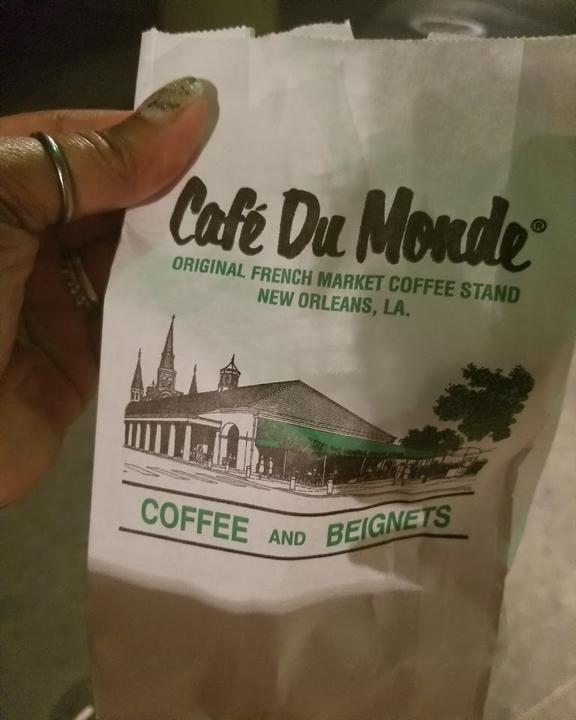 Café Du Monde®
ORIGINAL FRENCH MARKET COFFEE STAND
NEW ORLEANS, LA.
COFFEE AND BEIGNETS